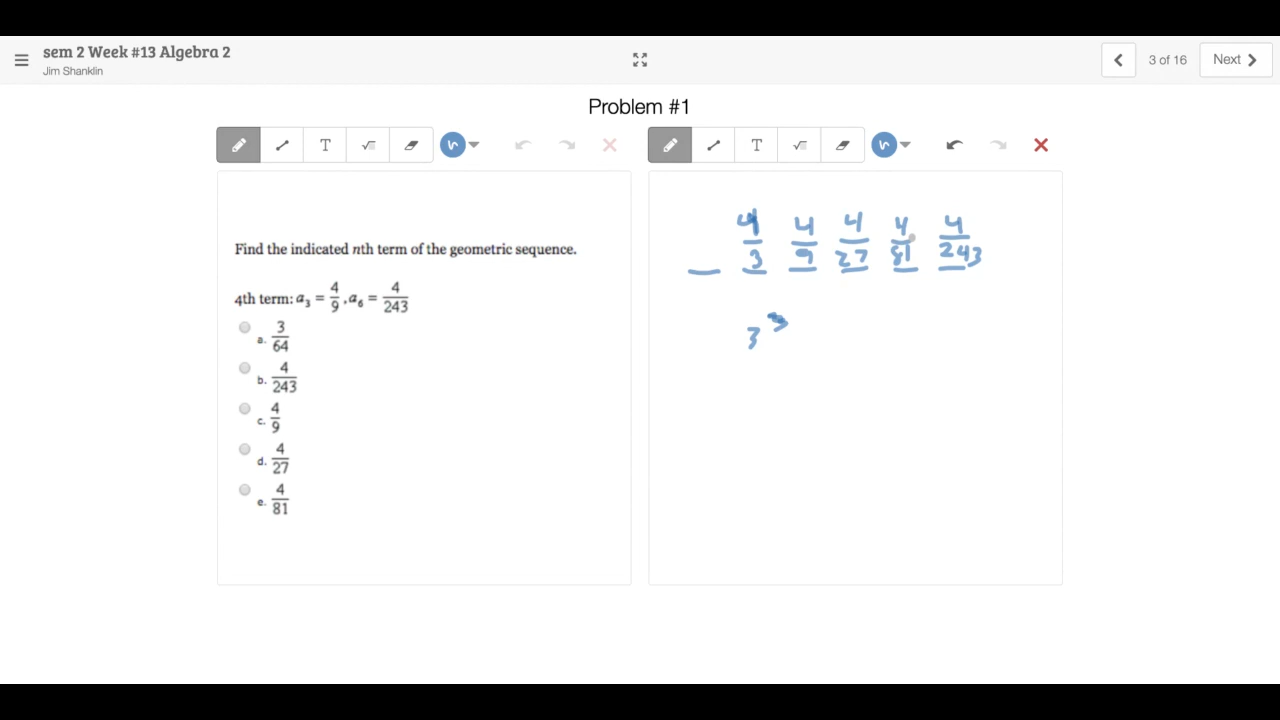 sem 2 Week #13 Algebra 2
Jim Shanklin
3 of 16
Next
Problem #1
T
√
T
√
Find the indicated nth term of the geometric sequence.
4th term: a₃ = 4/9 , a₆ = 4/243
a. 3/64
b. 4/243
c. 4/9
d. 4/27
e. 4/81
4/3 4/9 4/27 4/81 4/243
3 3